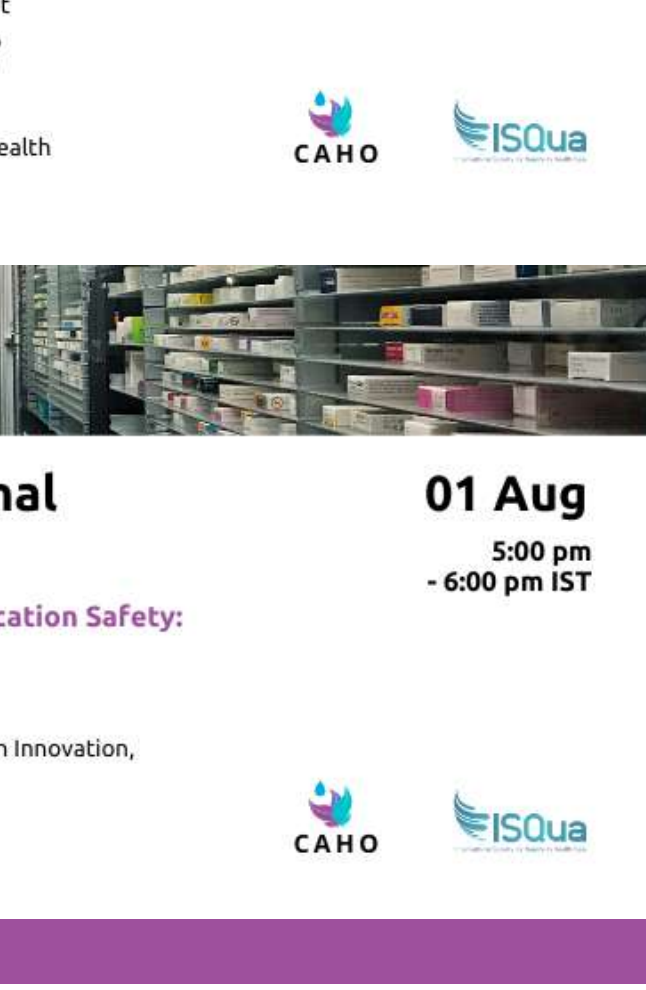 t
ealth
CAHO
ISQua
nal
01 Aug
5:00 pm
- 6:00 pm IST
cation Safety:
n Innovation,
CAHO
ISQua